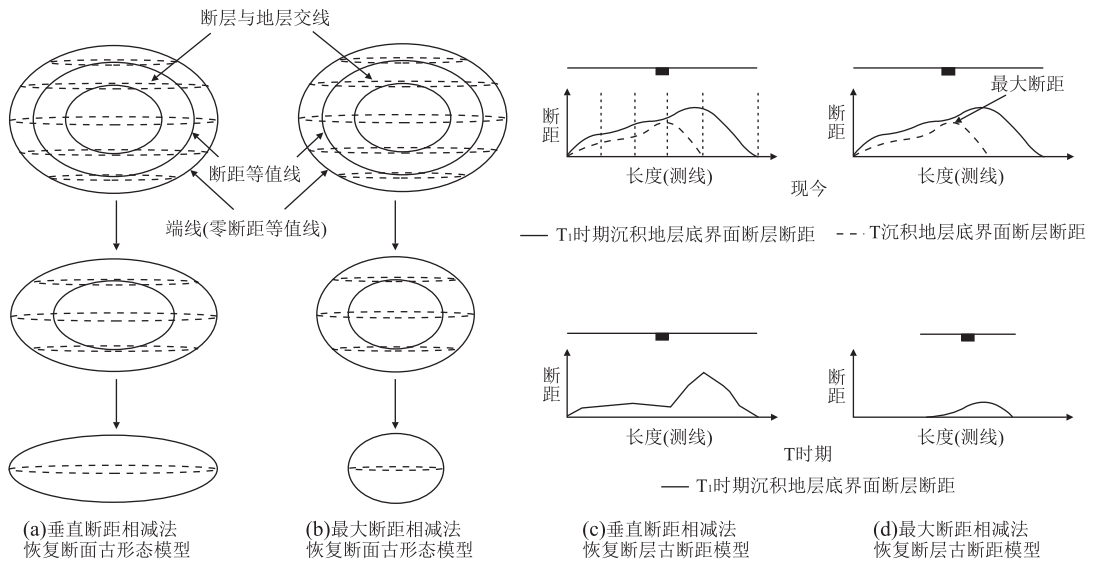 断层与地层交线
断距等值线
端线(零断距等值线)
断距
长度(测线)
最大断距
断距
长度(测线)
现今
T₁时期沉积地层底界面断层断距
T沉积地层底界面断层断距
断距
长度(测线)
断距
长度(测线)
T时期
T₁时期沉积地层底界面断层断距
(a)垂直断距相减法
恢复断面古形态模型
(b)最大断距相减法
恢复断面古形态模型
(c)垂直断距相减法
恢复断层古断距模型
(d)最大断距相减法
恢复断层古断距模型